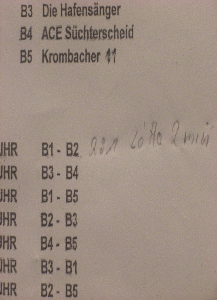 B3 Die Hafensänger
B4 ACE Süchterscheid
B5 Krombacher 11
UHR B1 - B2
UHR B3 - B4
UHR B1 - B5
UHR B2 - B3
UHR B4 - B5
UHR B3 - B1
UHR B2 - B5